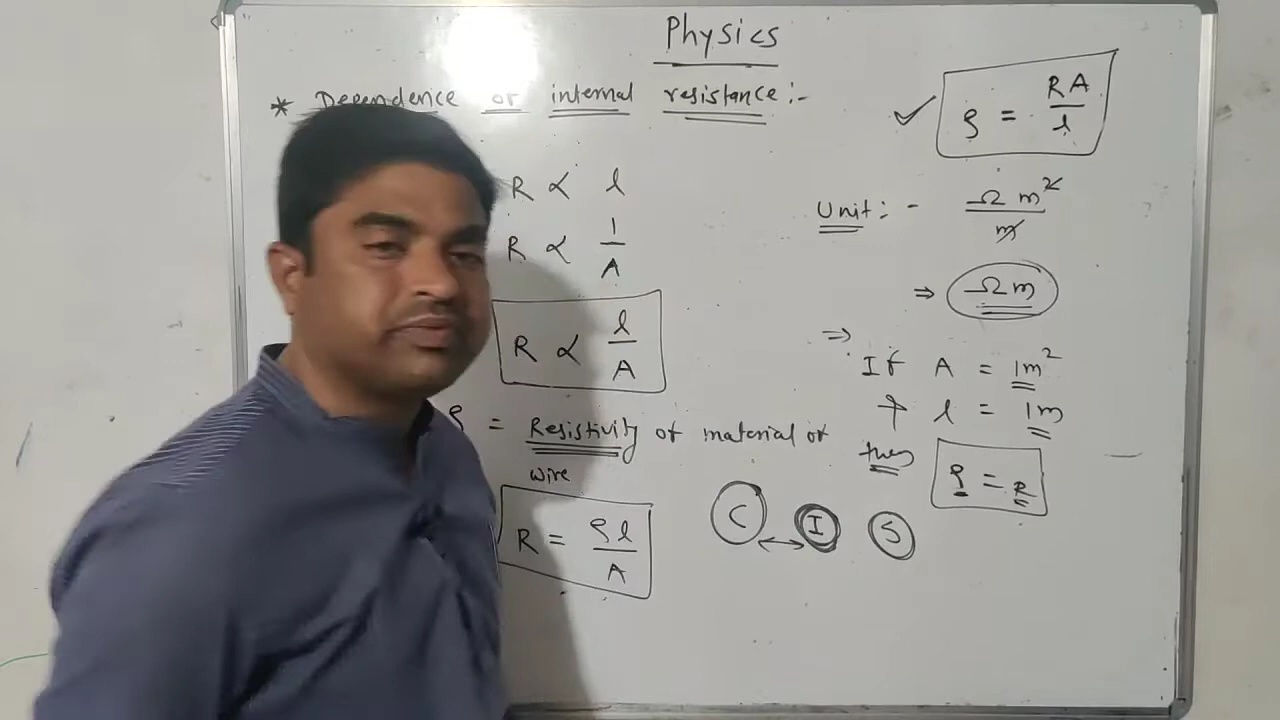 Physics
* Dependence of internal resistance :-
R ∝ l
R ∝ 1/A
R ∝ l/A
ρ = Resistivity of material of
wire
R = ρl/A
✓ ρ = RA/l
Unit :- Ω m²/m
⇒ Ω m
⇒
If A = 1m²
+ l = 1m
then ρ = R
C ↔ I S